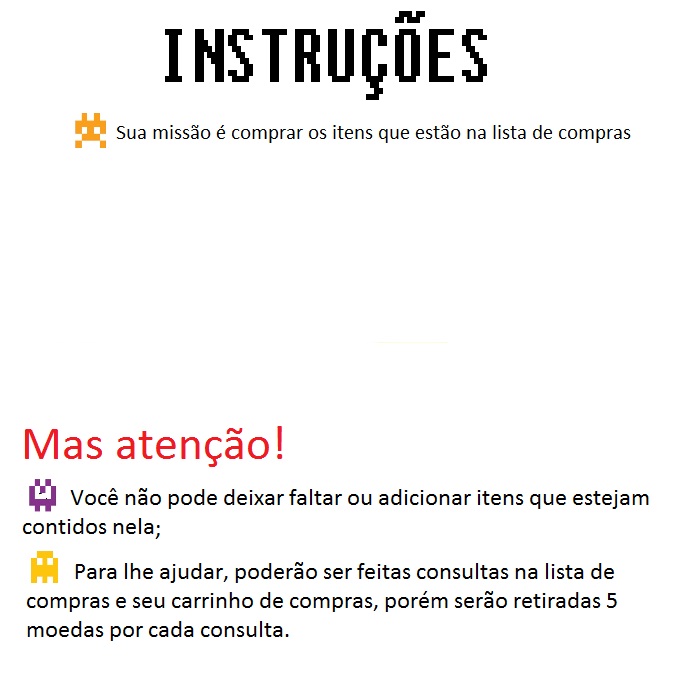 INSTRUÇÕES
Sua missão é comprar os itens que estão na lista de compras
Mas atenção!
Você não pode deixar faltar ou adicionar itens que estejam
contidos nela;
Para lhe ajudar, poderão ser feitas consultas na lista de
compras e seu carrinho de compras, porém serão retiradas 5
moedas por cada consulta.